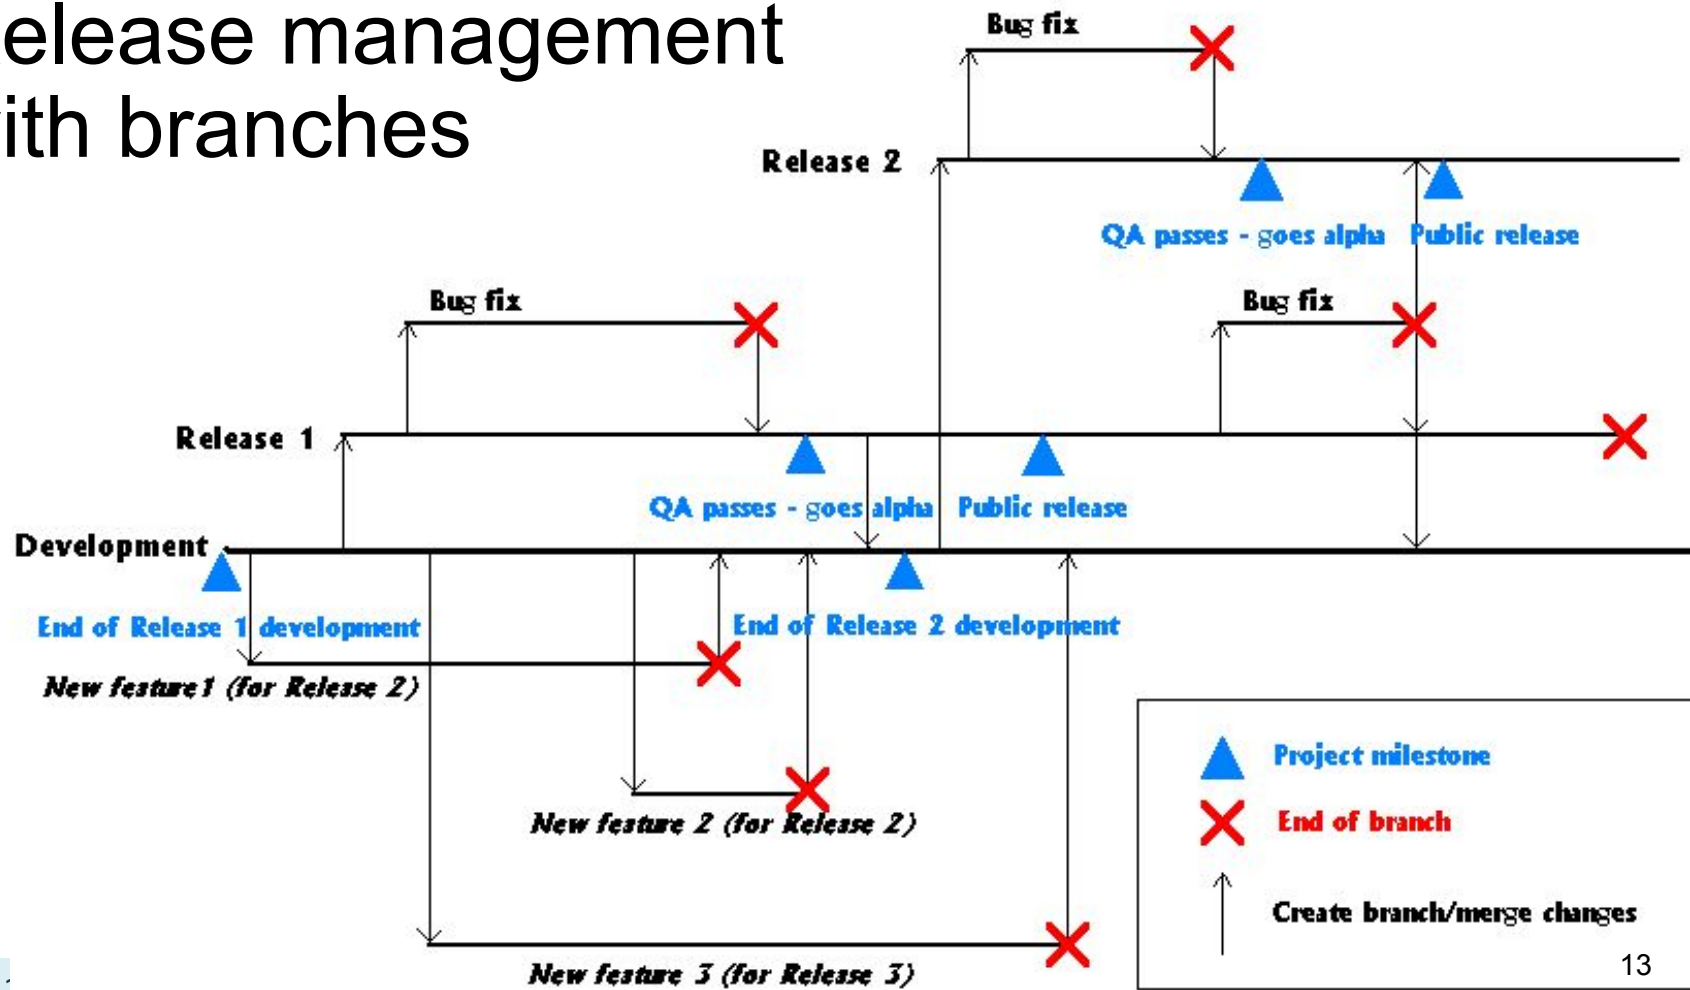 elease management
ith branches
Bug fix
Release 2
QA passes - goes alpha
Public release
Bug fix
Bug fix
Release 1
QA passes - goes alpha
Public release
Development
End of Release 1 development
End of Release 2 development
New feature1 (for Release 2)
New feature 2 (for Release 2)
New feature 3 (for Release 3)
Project milestone
End of branch
Create branch/merge changes
13